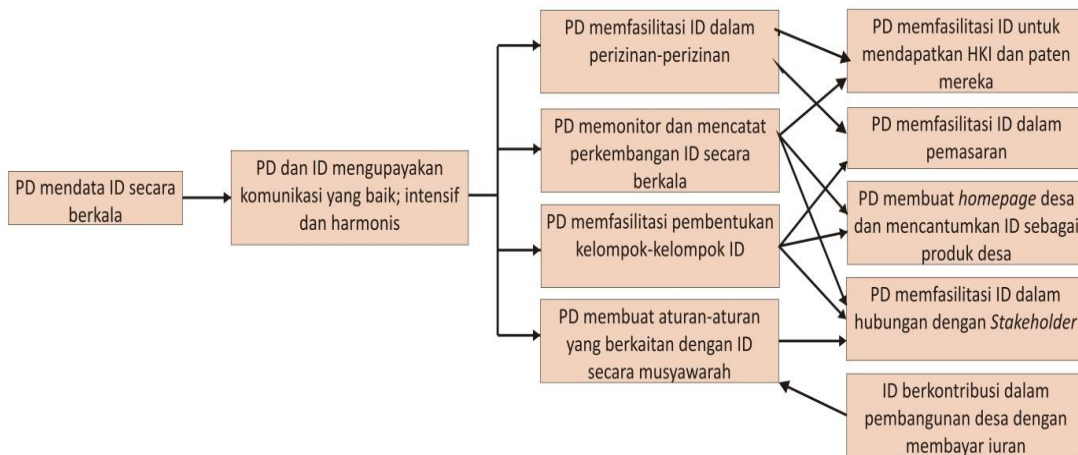 PD mendata ID secara
berkala
PD dan ID mengupayakan
komunikasi yang baik; intensif
dan harmonis
PD memfasilitasi ID dalam
perizinan-perizinan
PD memonitor dan mencatat
perkembangan ID secara
berkala
PD memfasilitasi pembentukan
kelompok-kelompok ID
PD membuat aturan-aturan
yang berkaitan dengan ID
secara musyawarah
PD memfasilitasi ID untuk
mendapatkan HKI dan paten
mereka
PD memfasilitasi ID dalam
pemasaran
PD membuat homepage desa
dan mencantumkan ID sebagai
produk desa
PD memfasilitasi ID dalam
hubungan dengan Stakeholder
ID berkontribusi dalam
pembangunan desa dengan
membayar iuran